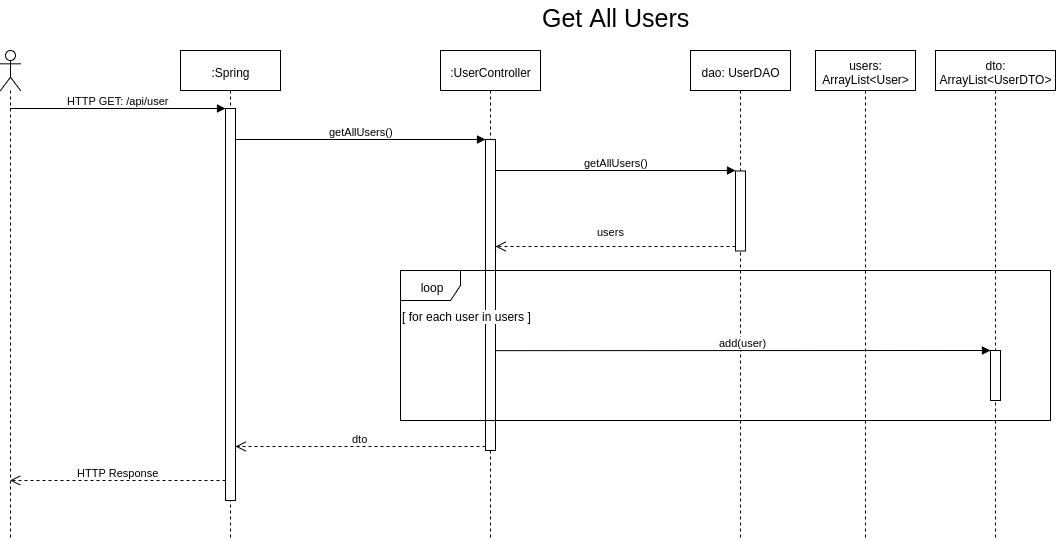 Get All Users
:Spring
:UserController
dao: UserDAO
users:
ArrayList<User>
dto:
ArrayList<UserDTO>
HTTP GET: /api/user
getAllUsers()
getAllUsers()
users
loop
[ for each user in users ]
add(user)
dto
HTTP Response